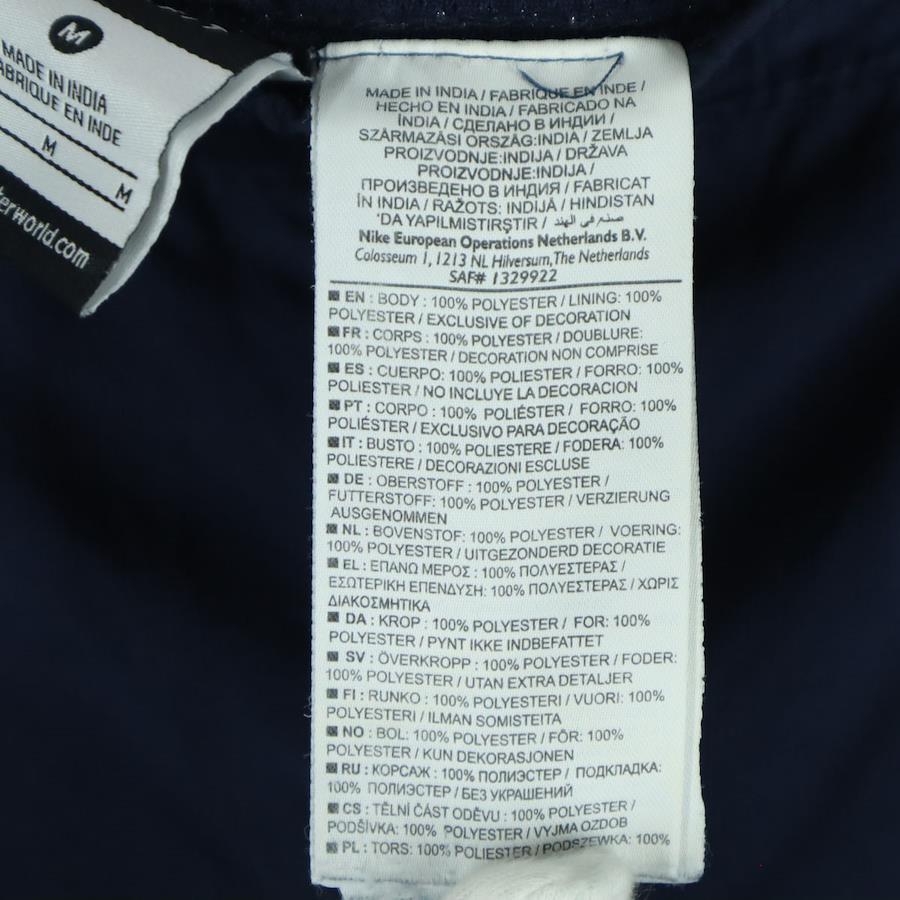 M
MADE IN INDIA
FABRIQUE EN INDE
M
M
terworld.com
MADE IN INDIA / FABRIQUE EN INDE /
HECHO EN INDIA / FABRICADO NA
ÍNDIA / СДЕЛАНО В ИНДИИ /
SZÁRMAZÁSI ORSZÁG:INDIA / ZEMLJA
PROIZVODNJE:INDIJA / DRŽAVA
PROIZVODNJE:INDIJA /
ПРОИЗВЕДЕНО В ИНДИЯ / FABRICAT
ÎN INDIA / RAŽOTS: INDIJĀ / HINDISTAN
'DA YAPILMISTIRŞTIR / صنع في الهند
Nike European Operations Netherlands B.V.
Colosseum 1, 1213 NL Hilversum,The Netherlands
SAF# 1329922
EN : BODY : 100% POLYESTER / LINING: 100%
POLYESTER / EXCLUSIVE OF DECORATION
FR : CORPS : 100% POLYESTER / DOUBLURE:
100% POLYESTER / DECORATION NON COMPRISE
ES : CUERPO: 100% POLIESTER / FORRO: 100%
POLIESTER / NO INCLUYE LA DECORACION
PT : CORPO : 100% POLIÉSTER / FORRO: 100%
POLIÉSTER / EXCLUSIVO PARA DECORAÇÃO
IT : BUSTO : 100% POLIESTERE / FODERA: 100%
POLIESTERE / DECORAZIONI ESCLUSE
DE : OBERSTOFF : 100% POLYESTER /
FUTTERSTOFF: 100% POLYESTER / VERZIERUNG
AUSGENOMMEN
NL : BOVENSTOF: 100% POLYESTER / VOERING:
100% POLYESTER / UITGEZONDERD DECORATIE
EL : ΕΠΑΝΩ ΜΕΡΟΣ : 100% ΠΟΛΥΕΣΤΕΡΑΣ /
ΕΣΩΤΕΡΙΚΗ ΕΠΕΝΔΥΣΗ: 100% ΠΟΛΥΕΣΤΕΡΑΣ / ΧΩΡΙΣ
ΔΙΑΚΟΣΜΗΤΙΚΑ
DA : KROP : 100% POLYESTER / FOR: 100%
POLYESTER / PYNT IKKE INDBEFATTET
SV : ÖVERKROPP : 100% POLYESTER / FODER:
100% POLYESTER / UTAN EXTRA DETALJER
FI : RUNKO : 100% POLYESTERI / VUORI: 100%
POLYESTERI / ILMAN SOMISTEITA
NO : BOL: 100% POLYESTER / FÔR: 100%
POLYESTER / KUN DEKORASJONEN
RU : КОРСАЖ : 100% ПОЛИЭСТЕР / ПОДКЛАДКА:
100% ПОЛИЭСТЕР / БЕЗ УКРАШЕНИЙ
CS : TĚLNÍ ČÁST ODĚVU : 100% POLYESTER /
PODŠÍVKA: 100% POLYESTER / VYJMA OZDOB
PL : TORS: 100% POLIESTER / PODSZEWKA: 100%